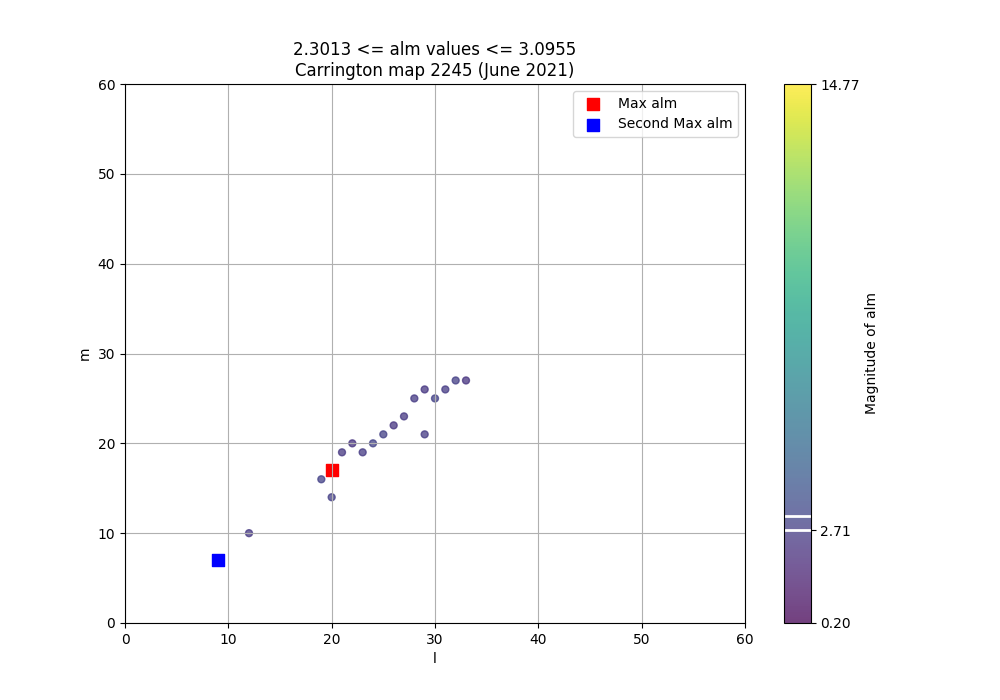 2.3013 <= alm values <= 3.0955
Carrington map 2245 (June 2021)
Max alm
Second Max alm
60
50
40
30
20
10
0
m
0 10 20 30 40 50 60
l
14.77
2.71
0.20
Magnitude of alm